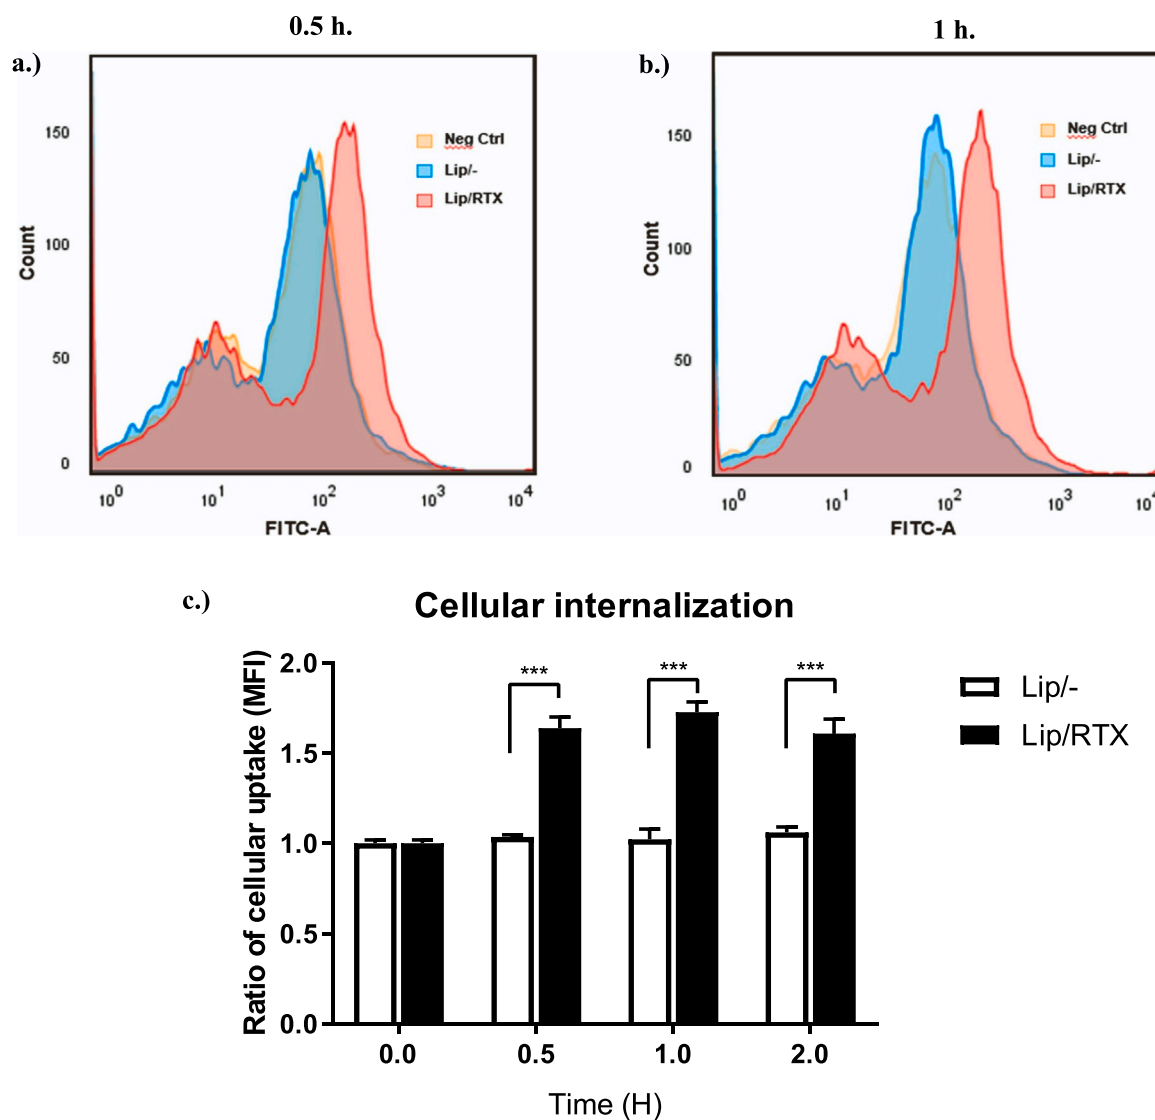 0.5 h.
1 h.
a.)
Count
150
100
50
0
Neg Ctrl
Lip/-
Lip/RTX
10^0
10^1
10^2
10^3
10^4
FITC-A
b.)
Count
150
100
50
0
Neg Ctrl
Lip/-
Lip/RTX
10^0
10^1
10^2
10^3
10^4
FITC-A
c.)
Cellular internalization
Ratio of cellular uptake (MFI)
2.0
1.5
1.0
0.5
0.0
***
***
***
Lip/-
Lip/RTX
0.0
0.5
1.0
2.0
Time (H)